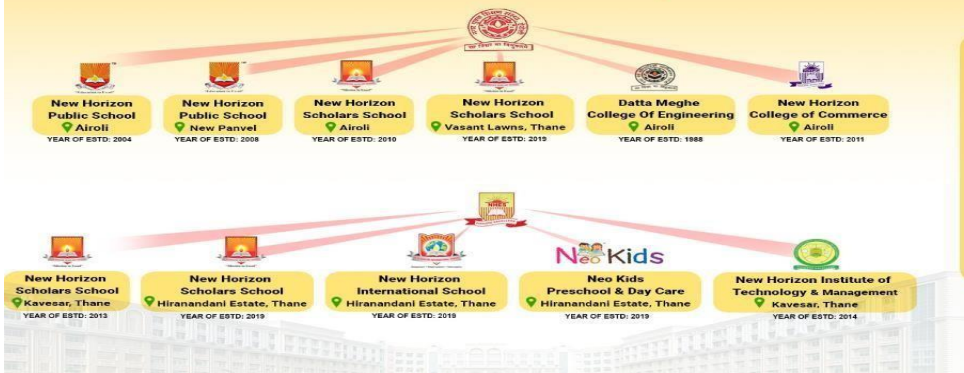 New Horizon
Public School
Airoli
YEAR OF ESTD: 2004
New Horizon
Public School
New Panvel
YEAR OF ESTD: 2008
New Horizon
Scholars School
Airoli
YEAR OF ESTD: 2010
New Horizon
Scholars School
Vasant Lawns, Thane
YEAR OF ESTD: 2019
Datta Meghe
College Of Engineering
Airoli
YEAR OF ESTD: 1988
New Horizon
College of Commerce
Airoli
YEAR OF ESTD: 2011
NHES
New Horizon
Scholars School
Kavesar, Thane
YEAR OF ESTD: 2013
New Horizon
Scholars School
Hiranandani Estate, Thane
YEAR OF ESTD: 2019
New Horizon
International School
Hiranandani Estate, Thane
YEAR OF ESTD: 2019
Neo Kids
Neo Kids
Preschool & Day Care
Hiranandani Estate, Thane
YEAR OF ESTD: 2019
New Horizon Institute of
Technology & Management
Kavesar, Thane
YEAR OF ESTD: 2014